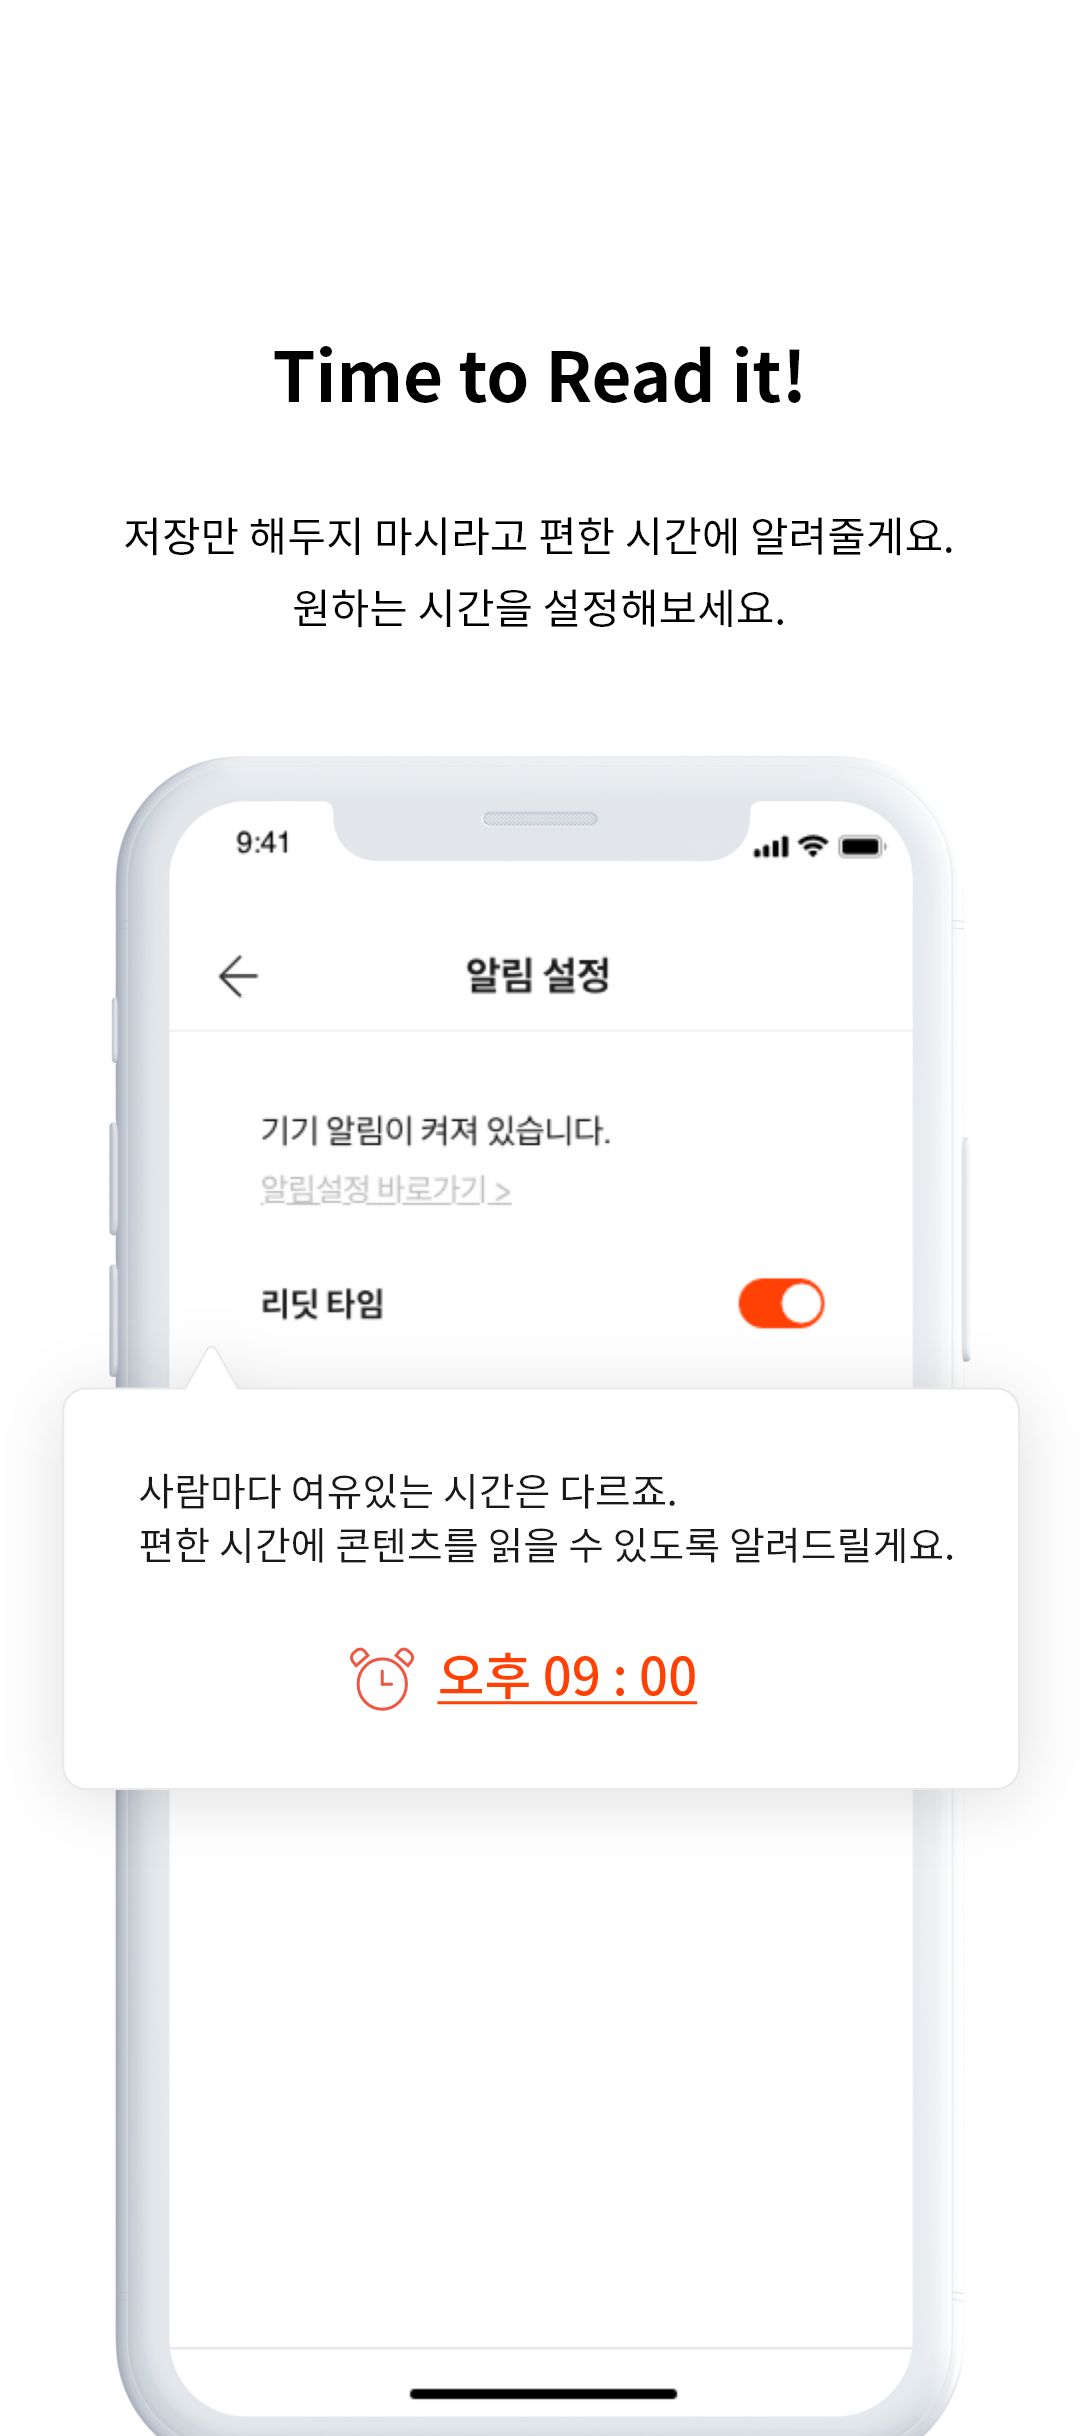 Time to Read it!
저장만 해두지 마시라고 편한 시간에 알려줄게요.
원하는 시간을 설정해보세요.
9:41
알림 설정
기기 알림이 켜져 있습니다.
알림설정 바로가기 >
리딧 타임
사람마다 여유있는 시간은 다르죠.
편한 시간에 콘텐츠를 읽을 수 있도록 알려드릴게요.
오후 09 : 00